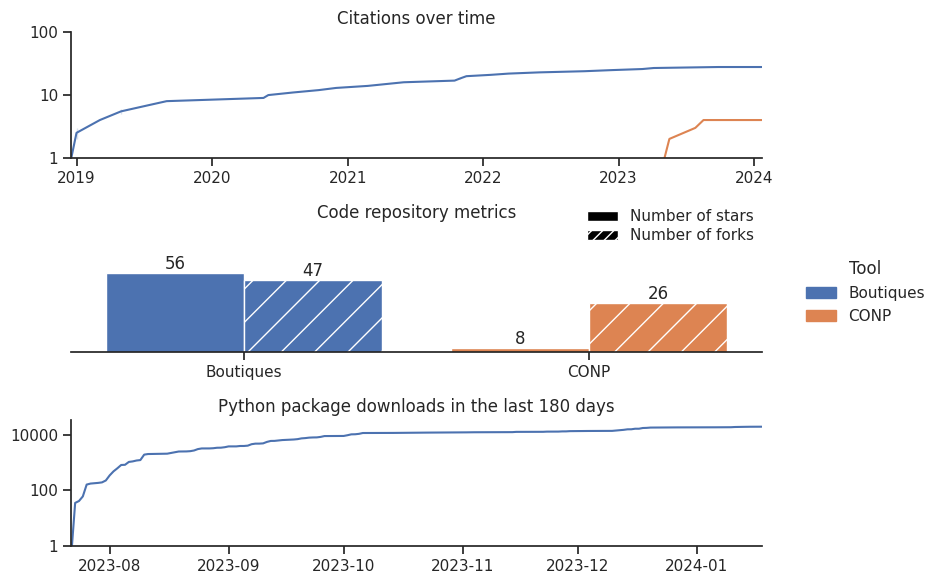 Citations over time
100
10
1
2019 2020 2021 2022 2023 2024
Code repository metrics
Number of stars
Number of forks
56 47 8 26
Boutiques CONP
Tool
Boutiques
CONP
Python package downloads in the last 180 days
10000
100
1
2023-08 2023-09 2023-10 2023-11 2023-12 2024-01